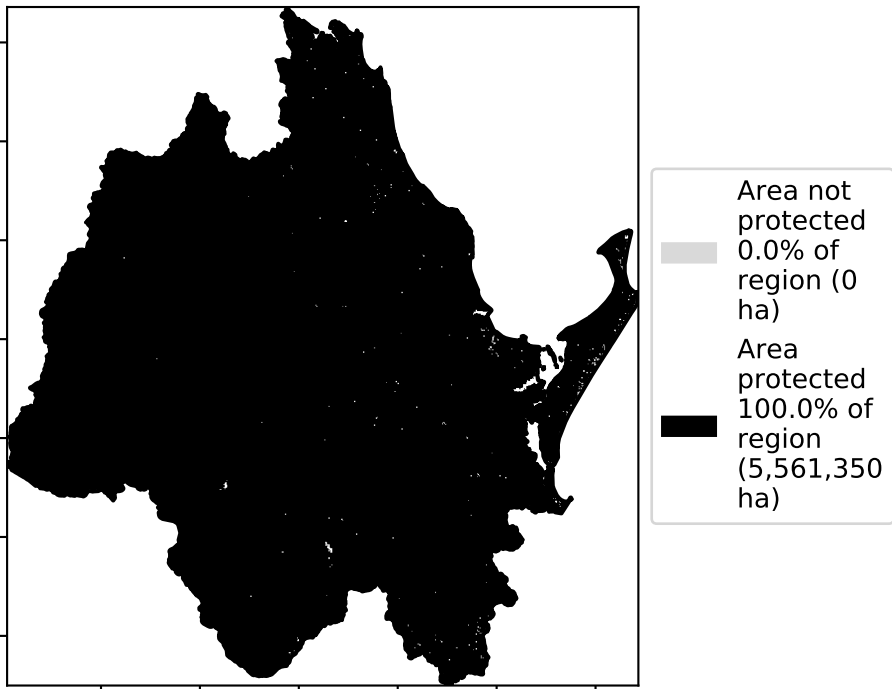 Area not
protected
0.0% of
region (0
ha)
Area
protected
100.0% of
region
(5,561,350
ha)